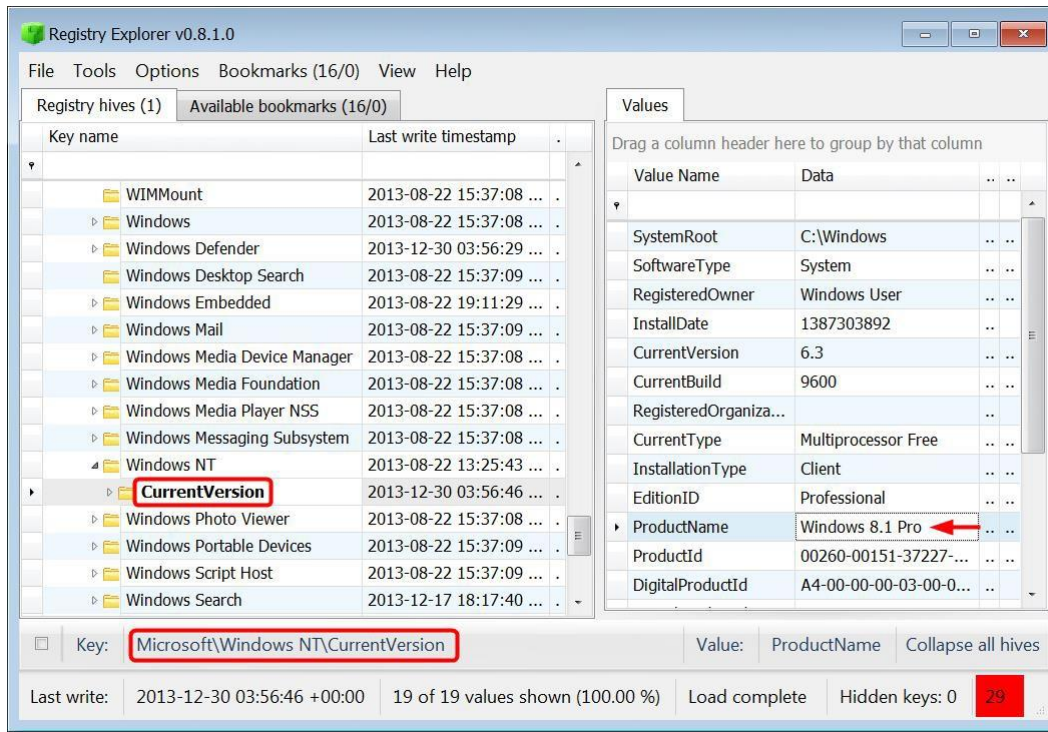 Registry Explorer v0.8.1.0
File Tools Options Bookmarks (16/0) View Help
Registry hives (1) Available bookmarks (16/0)
Key name Last write timestamp .
WIMMount 2013-08-22 15:37:08 ... .
Windows 2013-08-22 15:37:08 ... .
Windows Defender 2013-12-30 03:56:29 ... .
Windows Desktop Search 2013-08-22 15:37:09 ... .
Windows Embedded 2013-08-22 19:11:29 ... .
Windows Mail 2013-08-22 15:37:09 ... .
Windows Media Device Manager 2013-08-22 15:37:08 ... .
Windows Media Foundation 2013-08-22 15:37:08 ... .
Windows Media Player NSS 2013-08-22 15:37:09 ... .
Windows Messaging Subsystem 2013-08-22 15:37:08 ... .
Windows NT 2013-08-22 13:25:43 ... .
CurrentVersion 2013-12-30 03:56:46 ... .
Windows Photo Viewer 2013-08-22 15:37:08 ... .
Windows Portable Devices 2013-08-22 15:37:09 ... .
Windows Script Host 2013-08-22 15:37:09 ... .
Windows Search 2013-12-17 18:17:40 ... .
Values
Drag a column header here to group by that column
Value Name Data .. ..
SystemRoot C:\Windows .. ..
SoftwareType System .. ..
RegisteredOwner Windows User .. ..
InstallDate 1387303892 ..
CurrentVersion 6.3 .. ..
CurrentBuild 9600 .. ..
RegisteredOrganiza... ..
CurrentType Multiprocessor Free .. ..
InstallationType Client .. ..
EditionID Professional .. ..
ProductName Windows 8.1 Pro .. ..
ProductId 00260-00151-37227-... .. ..
DigitalProductId A4-00-00-00-03-00-0... ..
Key: Microsoft\Windows NT\CurrentVersion Value: ProductName Collapse all hives
Last write: 2013-12-30 03:56:46 +00:00 19 of 19 values shown (100.00 %) Load complete Hidden keys: 0 29